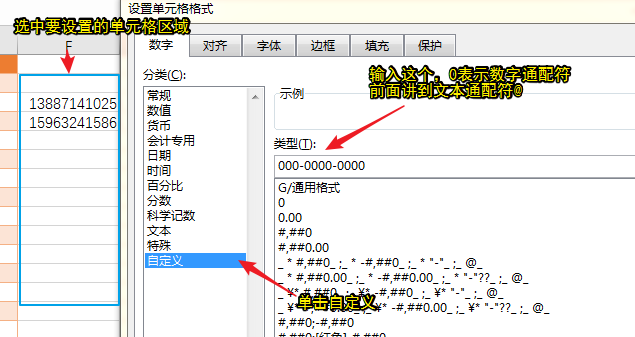 设置单元格格式
选中要设置的单元格区域
F
数字 对齐 字体 边框 填充 保护
13887141025
15963241586
分类(C):
常规
数值
货币
会计专用
日期
时间
百分比
分数
科学记数
文本
特殊
自定义
输入这个，0表示数字通配符
前面讲到文本通配符@
示例
类型(T):
000-0000-0000
G/通用格式
0
0.00
#,##0
#,##0.00
_ * #,##0_ ;_ * -#,##0_ ;_ * "-"_ ;_ @_
_ * #,##0.00_ ;_ * -#,##0.00_ ;_ * "-"??_ ;_ @_
_ ¥* #,##0_ ;_ ¥* -#,##0_ ;_ ¥* "-"_ ;_ @_
_ ¥* -#,##0.00_ ;_ ¥* "-"??_ ;_ @_
#,##0;-#,##0
单击自定义